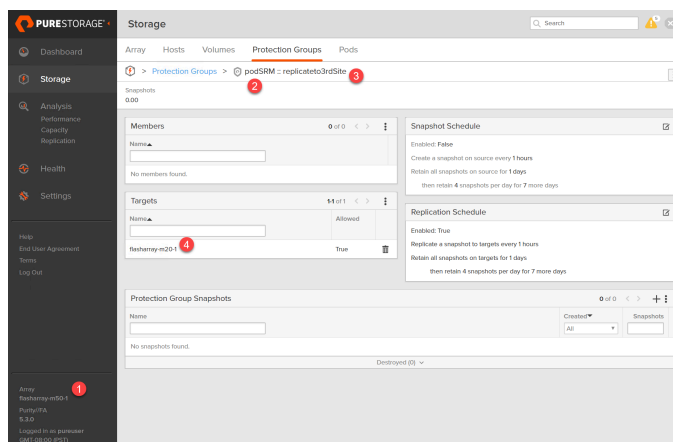 PURESTORAGE
Storage
Search
Dashboard
Storage
Analysis
Performance
Capacity
Replication
Health
Settings
Help
End User Agreement
Terms
Log Out
Array
1
flasharray-m50-1
Purity//FA
5.3.0
Logged in as pureuser
GMT-08:00 (PST)
Array Hosts Volumes Protection Groups Pods
> Protection Groups > podSRM :: replicateto3rdSite
2
3
Snapshots
0.00
Members 0 of 0 < >
Name
No members found.
Targets 1-1 of 1 < >
Name Allowed
flasharray-m20-1 4 True
Snapshot Schedule
Enabled: False
Create a snapshot on source every 1 hours
Retain all snapshots on source for 1 days
then retain 4 snapshots per day for 7 more days
Replication Schedule
Enabled: True
Replicate a snapshot to targets every 1 hours
Retain all snapshots on targets for 1 days
then retain 4 snapshots per day for 7 more days
Protection Group Snapshots 0 of 0 < > +
Name Created Snapshots
All
No snapshots found.
Destroyed (0)